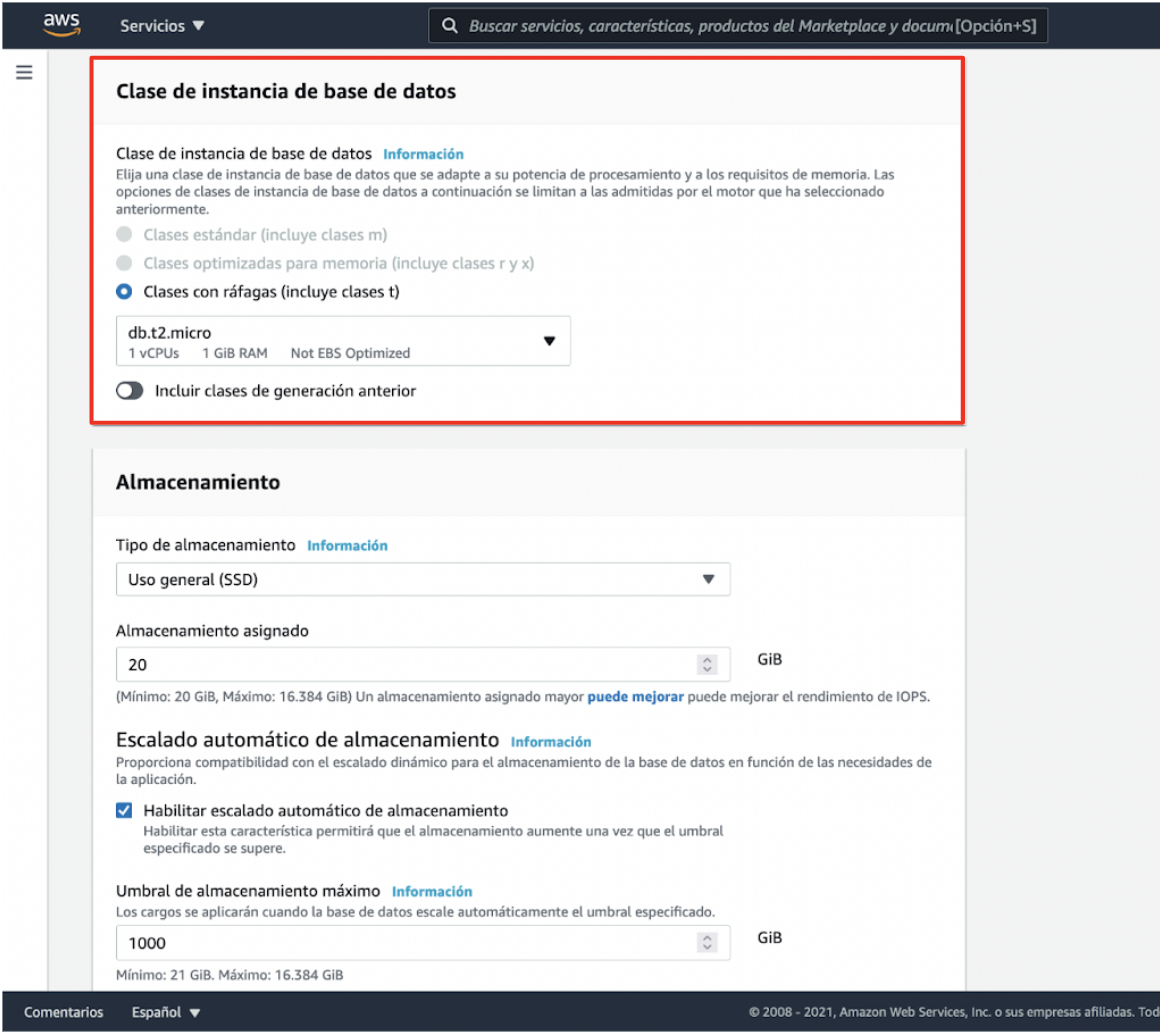 aws
Servicios ▼
Buscar servicios, características, productos del Marketplace y docum [Opción+S]
Clase de instancia de base de datos
Clase de instancia de base de datos Información
Elija una clase de instancia de base de datos que se adapte a su potencia de procesamiento y a los requisitos de memoria. Las
opciones de clases de instancia de base de datos a continuación se limitan a las admitidas por el motor que ha seleccionado
anteriormente.
Clases estándar (incluye clases m)
Clases optimizadas para memoria (incluye clases r y x)
Clases con ráfagas (incluye clases t)
db.t2.micro
1 vCPUs 1 GiB RAM Not EBS Optimized
Incluir clases de generación anterior
Almacenamiento
Tipo de almacenamiento Información
Uso general (SSD)
Almacenamiento asignado
20 GiB
(Mínimo: 20 GiB, Máximo: 16.384 GiB) Un almacenamiento asignado mayor puede mejorar puede mejorar el rendimiento de IOPS.
Escalado automático de almacenamiento Información
Proporciona compatibilidad con el escalado dinámico para el almacenamiento de la base de datos en función de las necesidades de
la aplicación.
Habilitar escalado automático de almacenamiento
Habilitar esta característica permitirá que el almacenamiento aumente una vez que el umbral
especificado se supere.
Umbral de almacenamiento máximo Información
Los cargos se aplicarán cuando la base de datos escale automáticamente el umbral especificado.
1000 GiB
Mínimo: 21 GiB. Máximo: 16.384 GiB
Comentarios Español ▼ © 2008 - 2021, Amazon Web Services, Inc. o sus empresas afiliadas. Tod